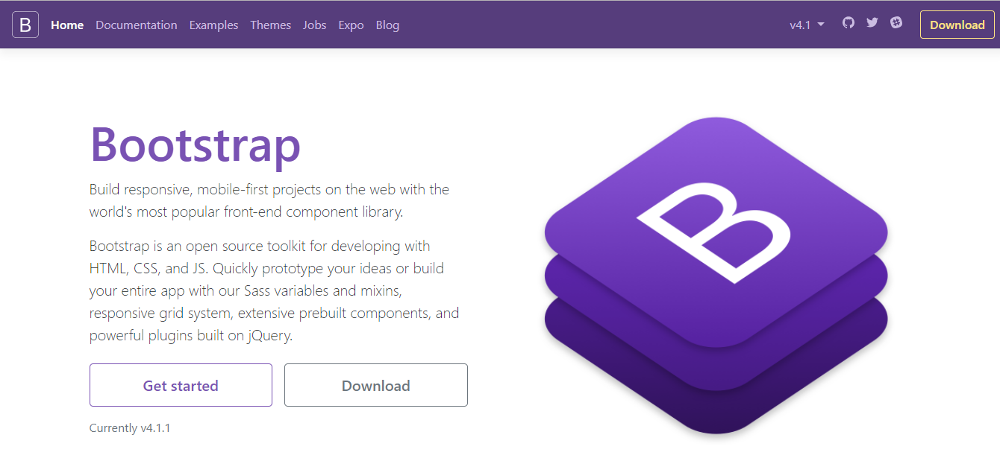 B Home Documentation Examples Themes Jobs Expo Blog v4.1 Download
Bootstrap
Build responsive, mobile-first projects on the web with the
world's most popular front-end component library.
Bootstrap is an open source toolkit for developing with
HTML, CSS, and JS. Quickly prototype your ideas or build
your entire app with our Sass variables and mixins,
responsive grid system, extensive prebuilt components, and
powerful plugins built on jQuery.
Get started Download
Currently v4.1.1
B